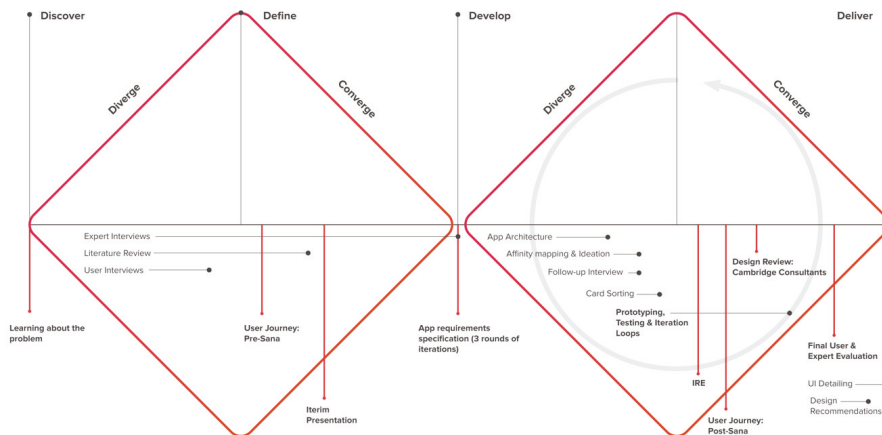 Discover
Define
Develop
Deliver
Diverge
Converge
Diverge
Converge
Expert Interviews
Literature Review
User Interviews
App Architecture
Affinity mapping & Ideation
Follow-up Interview
Card Sorting
Prototyping,
Testing & Iteration
Loops
Design Review:
Cambridge Consultants
Learning about the
problem
User Journey:
Pre-Sana
App requirements
specification (3 rounds of
iterations)
Iterim
Presentation
IRE
User Journey:
Post-Sana
Final User &
Expert Evaluation
UI Detailing
Design
Recommendations